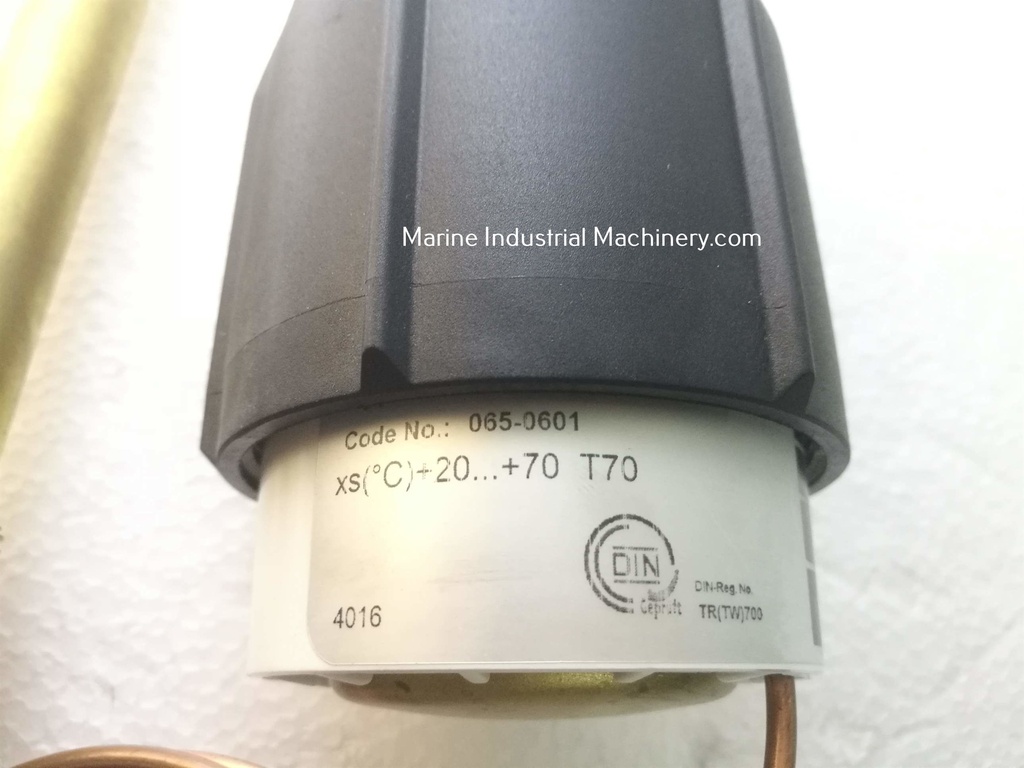 Marine Industrial Machinery.com
Code No.: 065-0601
xs(°C)+20...+70 T70
DIN
Geprüft
DIN-Reg. No.
TR(TW)700
4016